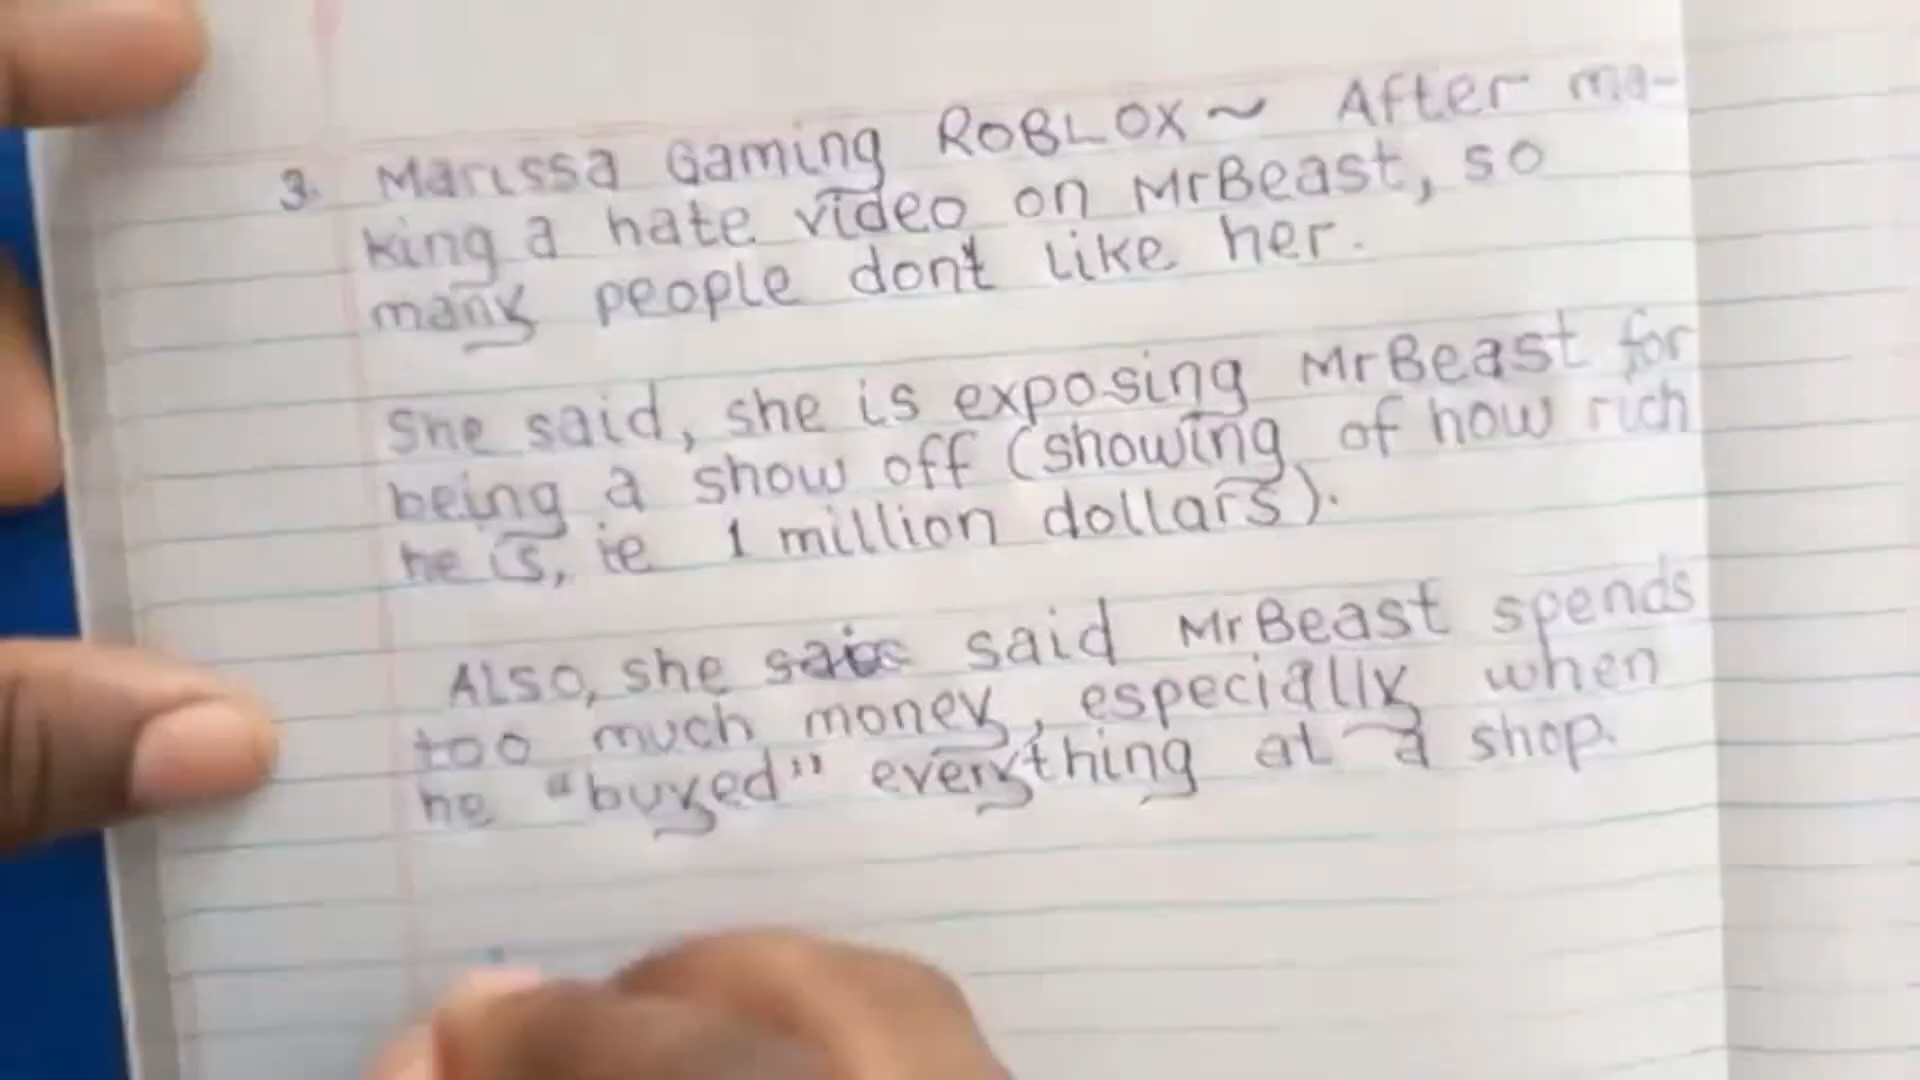 3. Marissa Gaming ROBLOX ~ After ma-
king a hate video on MrBeast, so
many people don't like her.
She said, she is exposing MrBeast for
being a show off (showing of how rich
he is, ie 1 million dollars).
ALSO, she said MrBeast spends
too much money, especially when
he "buyed" everything at a shop.